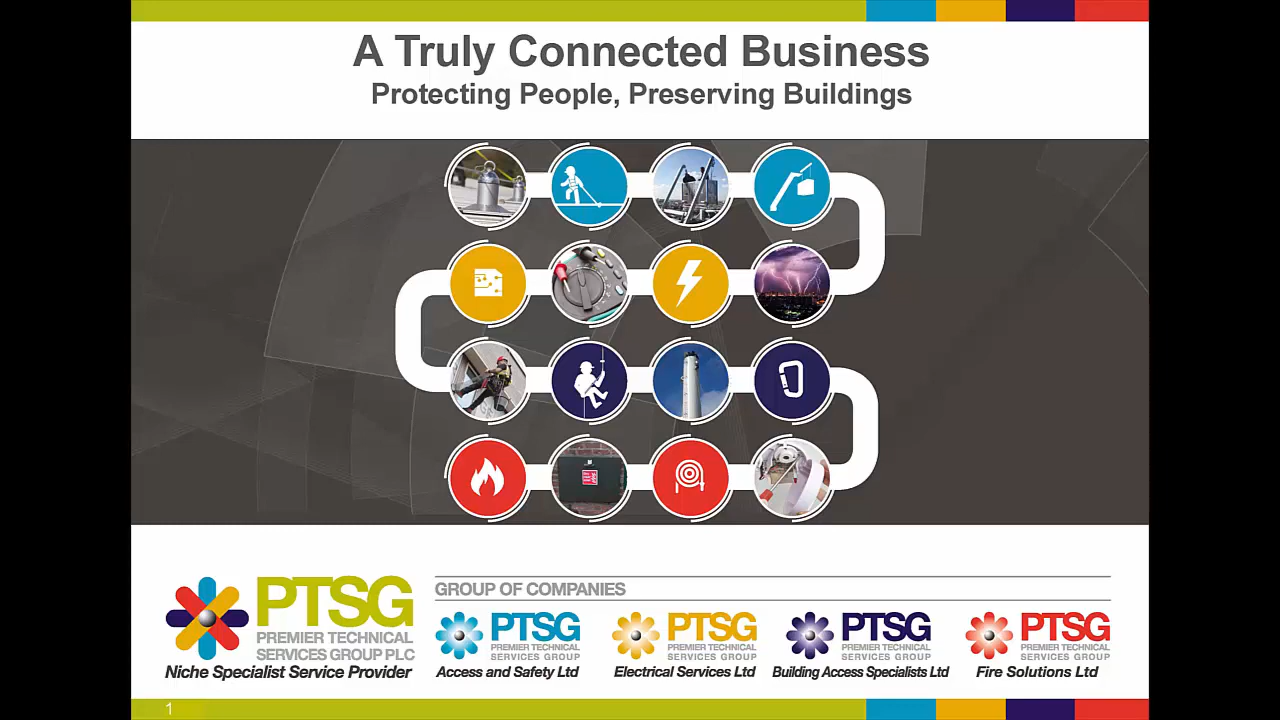 A Truly Connected Business
Protecting People, Preserving Buildings
PTSG
PREMIER TECHNICAL
SERVICES GROUP PLC
Niche Specialist Service Provider
GROUP OF COMPANIES
PTSG
PREMIER TECHNICAL
SERVICES GROUP
Access and Safety Ltd
PTSG
PREMIER TECHNICAL
SERVICES GROUP
Electrical Services Ltd
PTSG
PREMIER TECHNICAL
SERVICES GROUP
Building Access Specialists Ltd
PTSG
PREMIER TECHNICAL
SERVICES GROUP
Fire Solutions Ltd
1